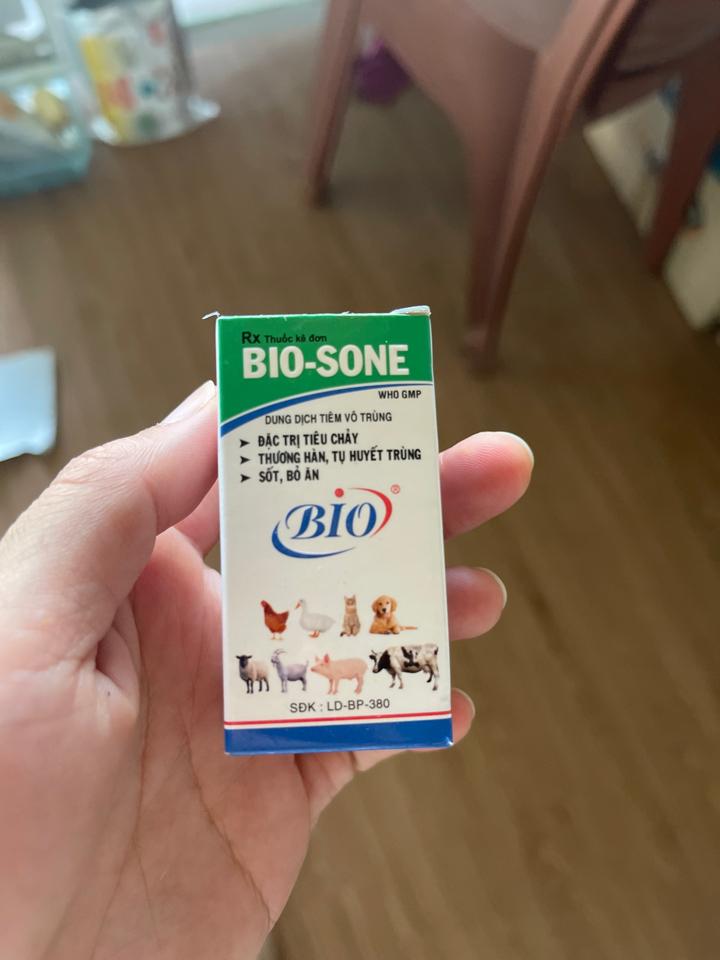 Rx Thuốc kê đơn
BIO-SONE
WHO GMP
DUNG DỊCH TIÊM VÔ TRÙNG
➤ ĐẶC TRỊ TIÊU CHẢY
➤ THƯƠNG HÀN, TỤ HUYẾT TRÙNG
➤ SỐT, BỎ ĂN
BIO®
SĐK : LD-BP-380